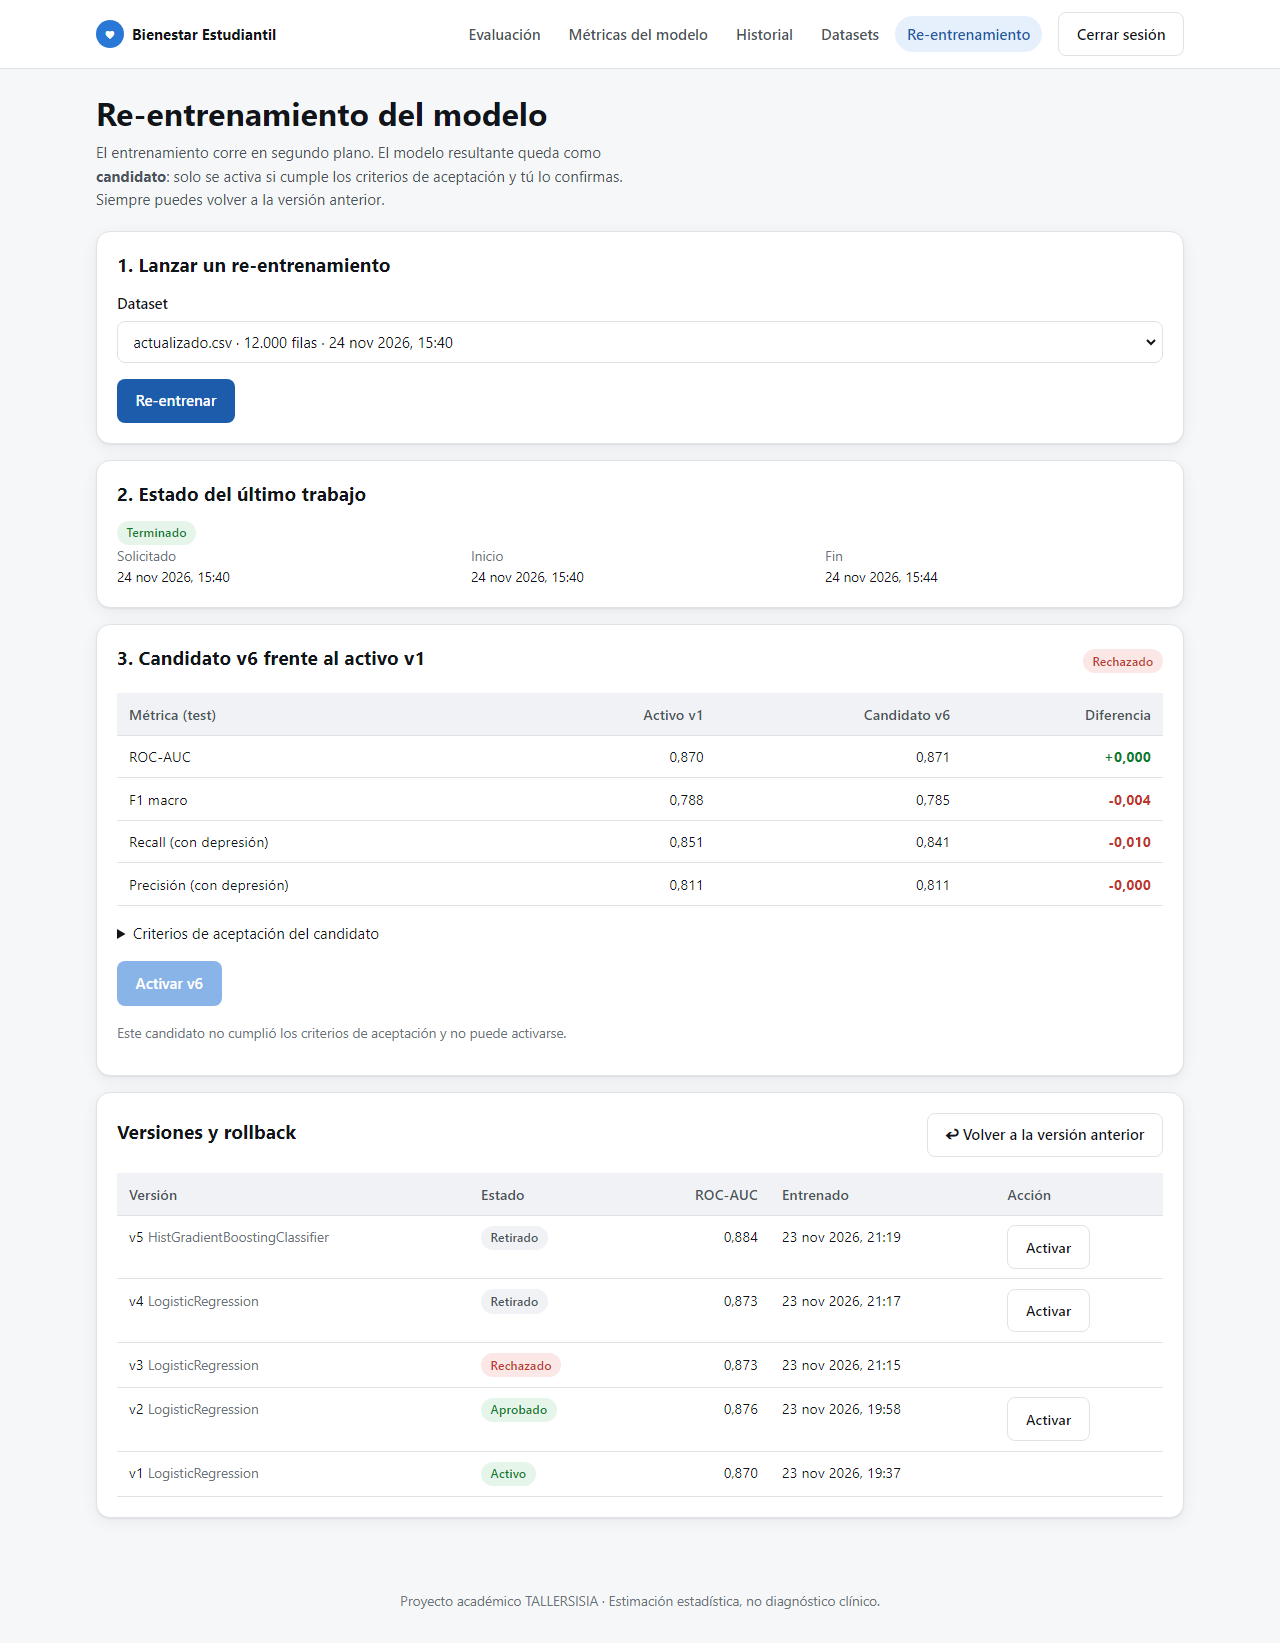 Bienestar Estudiantil
Evaluación
Métricas del modelo
Historial
Datasets
Re-entrenamiento
Cerrar sesión
Re-entrenamiento del modelo
El entrenamiento corre en segundo plano. El modelo resultante queda como
candidato: solo se activa si cumple los criterios de aceptación y tú lo confirmas.
Siempre puedes volver a la versión anterior.
1. Lanzar un re-entrenamiento
Dataset
actualizado.csv · 12.000 filas · 24 nov 2026, 15:40
Re-entrenar
2. Estado del último trabajo
Terminado
Solicitado Inicio Fin
24 nov 2026, 15:40 24 nov 2026, 15:40 24 nov 2026, 15:44
3. Candidato v6 frente al activo v1
Rechazado
Métrica (test) Activo v1 Candidato v6 Diferencia
ROC-AUC 0,870 0,871 +0,000
F1 macro 0,788 0,785 -0,004
Recall (con depresión) 0,851 0,841 -0,010
Precisión (con depresión) 0,811 0,811 -0,000
Criterios de aceptación del candidato
Activar v6
Este candidato no cumplió los criterios de aceptación y no puede activarse.
Versiones y rollback
↩ Volver a la versión anterior
Versión Estado ROC-AUC Entrenado Acción
v5 HistGradientBoostingClassifier Retirado 0,884 23 nov 2026, 21:19 Activar
v4 LogisticRegression Retirado 0,873 23 nov 2026, 21:17 Activar
v3 LogisticRegression Rechazado 0,873 23 nov 2026, 21:15
v2 LogisticRegression Aprobado 0,876 23 nov 2026, 19:58 Activar
v1 LogisticRegression Activo 0,870 23 nov 2026, 19:37
Proyecto académico TALLERSISIA · Estimación estadística, no diagnóstico clínico.